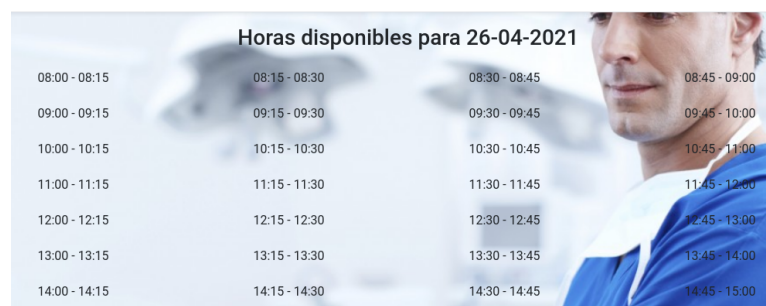 Horas disponibles para 26-04-2021
08:00 - 08:15 08:15 - 08:30 08:30 - 08:45 08:45 - 09:00
09:00 - 09:15 09:15 - 09:30 09:30 - 09:45 09:45 - 10:00
10:00 - 10:15 10:15 - 10:30 10:30 - 10:45 10:45 - 11:00
11:00 - 11:15 11:15 - 11:30 11:30 - 11:45 11:45 - 12:00
12:00 - 12:15 12:15 - 12:30 12:30 - 12:45 12:45 - 13:00
13:00 - 13:15 13:15 - 13:30 13:30 - 13:45 13:45 - 14:00
14:00 - 14:15 14:15 - 14:30 14:30 - 14:45 14:45 - 15:00